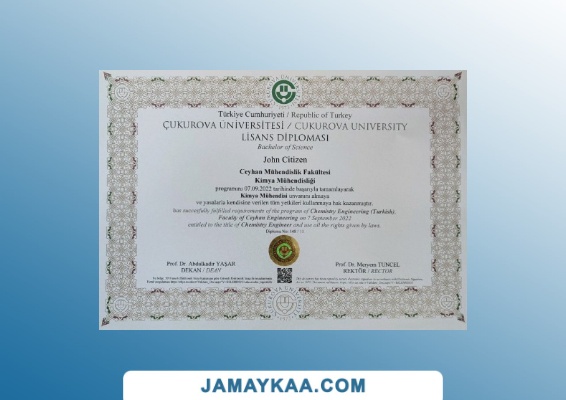 Türkiye Cumhuriyeti / Republic of Turkey
ÇUKUROVA ÜNİVERSİTESİ / CUKUROVA UNIVERSITY
LİSANS DİPLOMASI
Bachelor of Science
John Citizen
Ceyhan Mühendislik Fakültesi
Kimya Mühendisliği
programını 07.09.2022 tarihinde başarıyla tamamlayarak
Kimya Mühendisi unvanını almaya
ve yasalarla kendisine verilen tüm yetkileri kullanmaya hak kazanmıştır.
has succesfully fulfilled requirements of the program of Chemistry Engineering (Turkish),
Faculty of Ceyhan Engineering on 7 September 2022
entitled to the title of Chemistry Engineer and use all the rights given by laws.
Diploma No:
Prof. Dr. Abdulkadir YAŞAR
DEKAN / DEAN
Prof. Dr. Meryem TUNCEL
REKTÖR / RECTOR
JAMAYKAA.COM